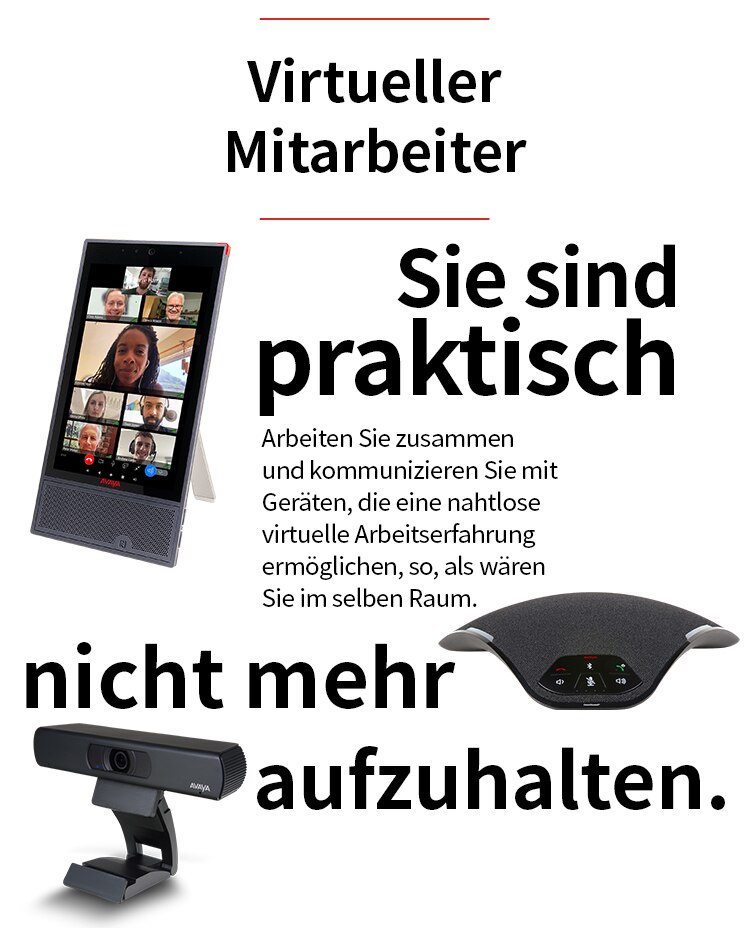 Virtueller
Mitarbeiter
Sie sind
praktisch
Arbeiten Sie zusammen
und kommunizieren Sie mit
Geräten, die eine nahtlose
virtuelle Arbeitserfahrung
ermöglichen, so, als wären
Sie im selben Raum.
AVAYA
nicht mehr
AVAYA
aufzuhalten.